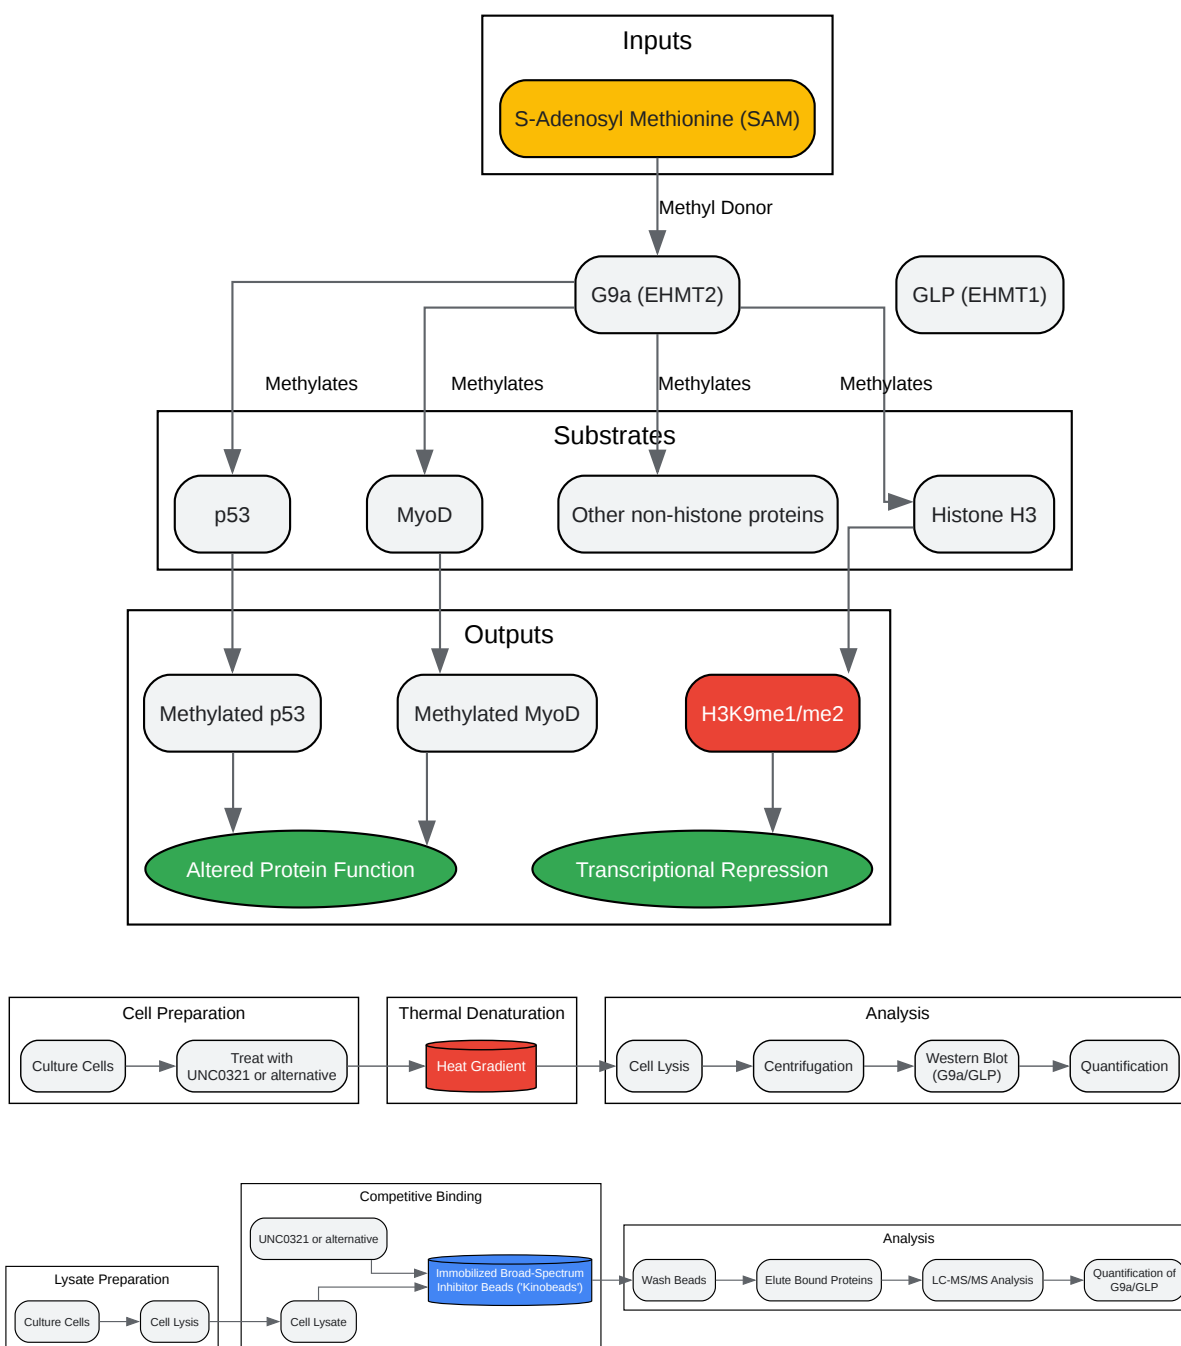 Inputs
S-Adenosyl Methionine (SAM)
Methyl Donor
G9a (EHMT2)
GLP (EHMT1)
Methylates
Methylates
Methylates
Methylates
Substrates
p53
MyoD
Other non-histone proteins
Histone H3
Outputs
Methylated p53
Methylated MyoD
H3K9me1/me2
Altered Protein Function
Transcriptional Repression
Cell Preparation
Culture Cells
Treat with
UNC0321 or alternative
Thermal Denaturation
Heat Gradient
Analysis
Cell Lysis
Centrifugation
Western Blot
(G9a/GLP)
Quantification
Lysate Preparation
Culture Cells
Cell Lysis
Competitive Binding
UNC0321 or alternative
Cell Lysate
Immobilized Broad-Spectrum
Inhibitor Beads ('Kinobeads')
Analysis
Wash Beads
Elute Bound Proteins
LC-MS/MS Analysis
Quantification of
G9a/GLP